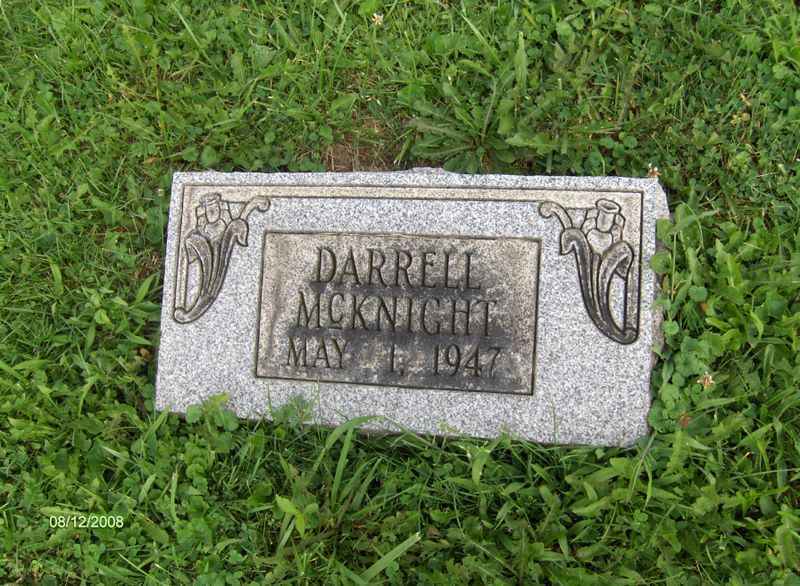 DARRELL
McKNIGHT
MAY 1, 1947
08/12/2008